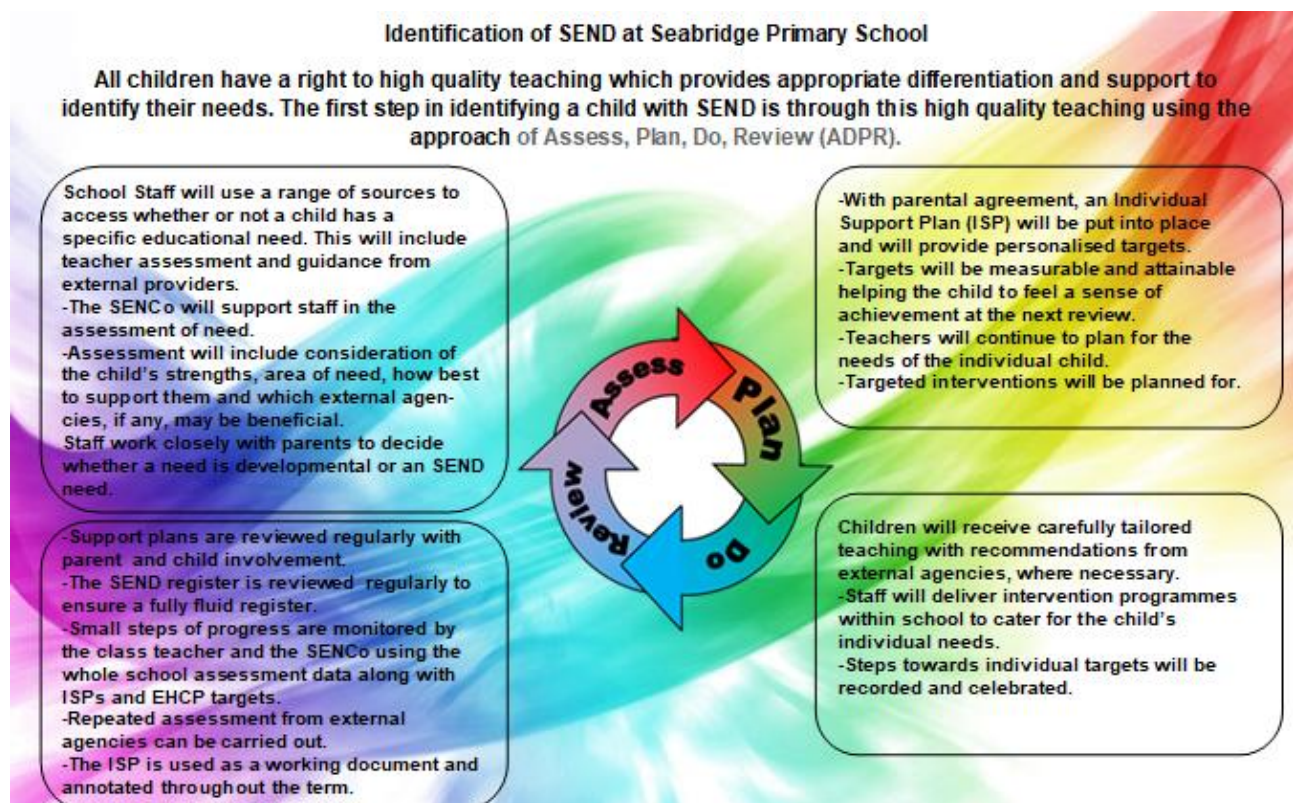 Identification of SEND at Seabridge Primary School
All children have a right to high quality teaching which provides appropriate differentiation and support to
identify their needs. The first step in identifying a child with SEND is through this high quality teaching using the
approach of Assess, Plan, Do, Review (ADPR).
School Staff will use a range of sources to
access whether or not a child has a
specific educational need. This will include
teacher assessment and guidance from
external providers.
-The SENCo will support staff in the
assessment of need.
-Assessment will include consideration of
the child's strengths, area of need, how best
to support them and which external agen-
cies, if any, may be beneficial.
Staff work closely with parents to decide
whether a need is developmental or an SEND
need.
-With parental agreement, an Individual
Support Plan (ISP) will be put into place
and will provide personalised targets.
-Targets will be measurable and attainable
helping the child to feel a sense of
achievement at the next review.
-Teachers will continue to plan for the
needs of the individual child.
-Targeted interventions will be planned for.
Assess
Plan
Do
Review
Children will receive carefully tailored
teaching with recommendations from
external agencies, where necessary.
-Staff will deliver intervention programmes
within school to cater for the child's
individual needs.
-Steps towards individual targets will be
recorded and celebrated.
-Support plans are reviewed regularly with
parent and child involvement.
-The SEND register is reviewed regularly to
ensure a fully fluid register.
-Small steps of progress are monitored by
the class teacher and the SENCo using the
whole school assessment data along with
ISPs and EHCP targets.
-Repeated assessment from external
agencies can be carried out.
-The ISP is used as a working document and
annotated throughout the term.